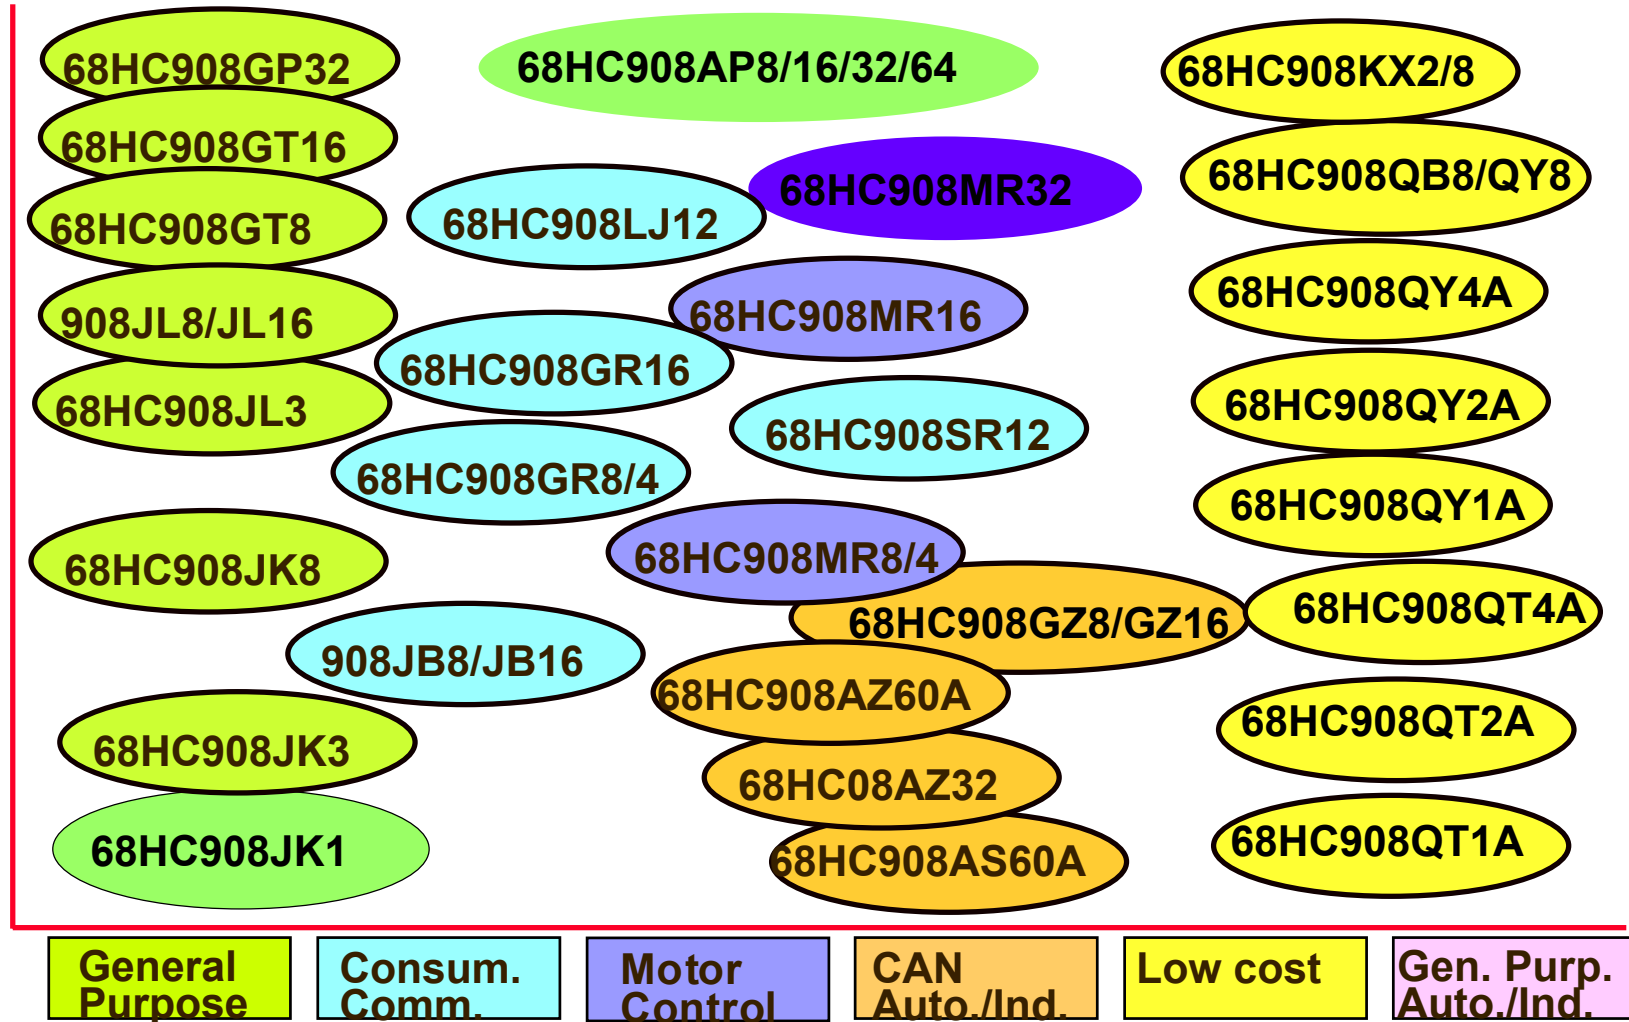 68HC908GP32
68HC908AP8/16/32/64
68HC908KX2/8
68HC908GT16
68HC908QB8/QY8
68HC908MR32
68HC908LJ12
68HC908GT8
68HC908QY4A
68HC908MR16
908JL8/JL16
68HC908GR16
68HC908QY2A
68HC908JL3
68HC908SR12
68HC908GR8/4
68HC908QY1A
68HC908MR8/4
68HC908JK8
68HC908QT4A
68HC908GZ8/GZ16
908JB8/JB16
68HC908AZ60A
68HC908QT2A
68HC908JK3
68HC08AZ32
68HC908QT1A
68HC908JK1
68HC908AS60A
General
Purpose
Consum.
Comm.
Motor
Control
CAN
Auto./Ind.
Low cost
Gen. Purp.
Auto./Ind.